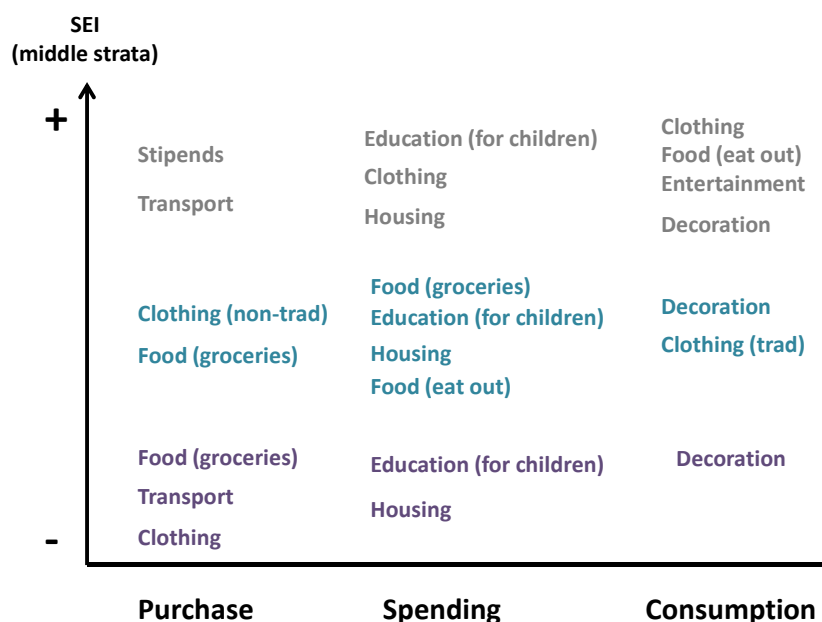 SEI
(middle strata)
+
Stipends
Transport
Education (for children)
Clothing
Housing
Clothing
Food (eat out)
Entertainment
Decoration
Clothing (non-trad)
Food (groceries)
Food (groceries)
Education (for children)
Housing
Food (eat out)
Decoration
Clothing (trad)
Food (groceries)
Transport
Clothing
Education (for children)
Housing
Decoration
-
Purchase
Spending
Consumption